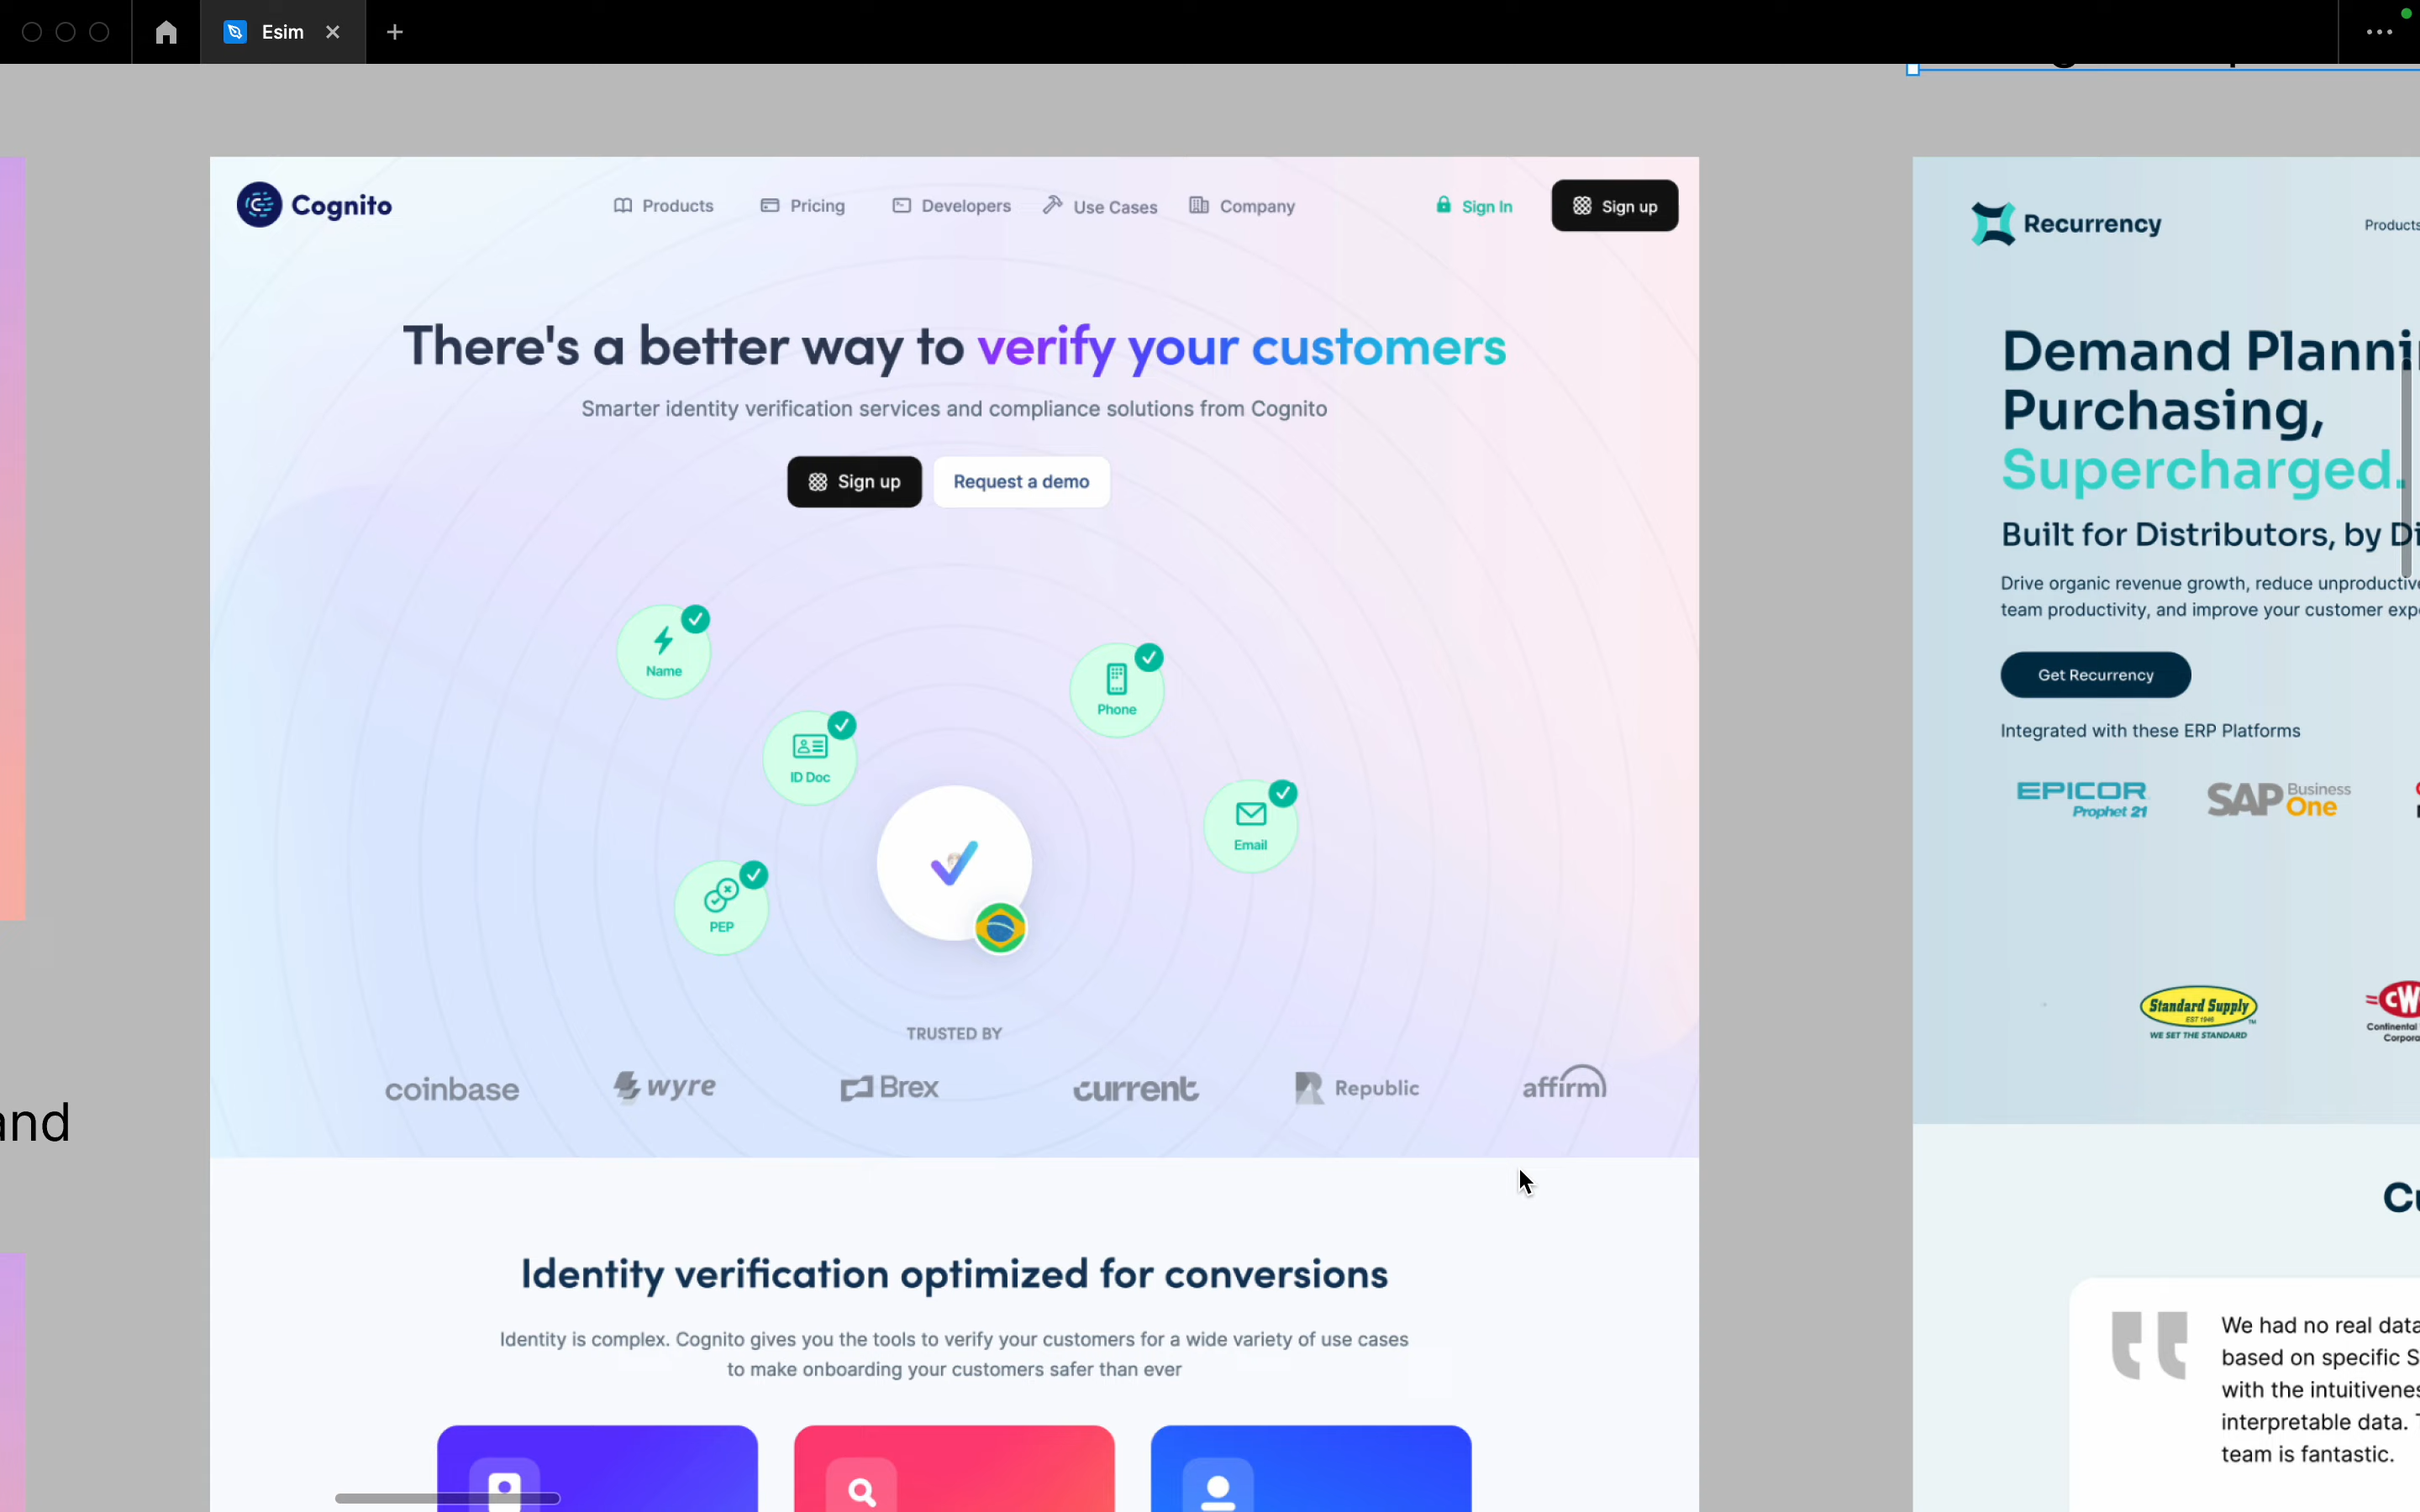 Esim
and
Cognito
Products
Pricing
Developers
Use Cases
Company
Sign In
Sign up
There's a better way to verify your customers
Smarter identity verification services and compliance solutions from Cognito
Sign up
Request a demo
Name
Phone
ID Doc
Email
PEP
TRUSTED BY
coinbase
wyre
Brex
current
Republic
affirm
Identity verification optimized for conversions
Identity is complex. Cognito gives you the tools to verify your customers for a wide variety of use cases
to make onboarding your customers safer than ever
Recurrency
Products
Demand
Purchasing,
Supercharged.
Built for Distributors, by
Drive organic revenue growth, reduce
team productivity, and improve your customer
Get Recurrency
Integrated with these ERP Platforms
EPICOR
Prophet 21
SAP Business One
Standard Supply
EST 1946
WE SET THE STANDARD
Continental
We had no real data
based on specific
with the
interpretable data.
team is fantastic.